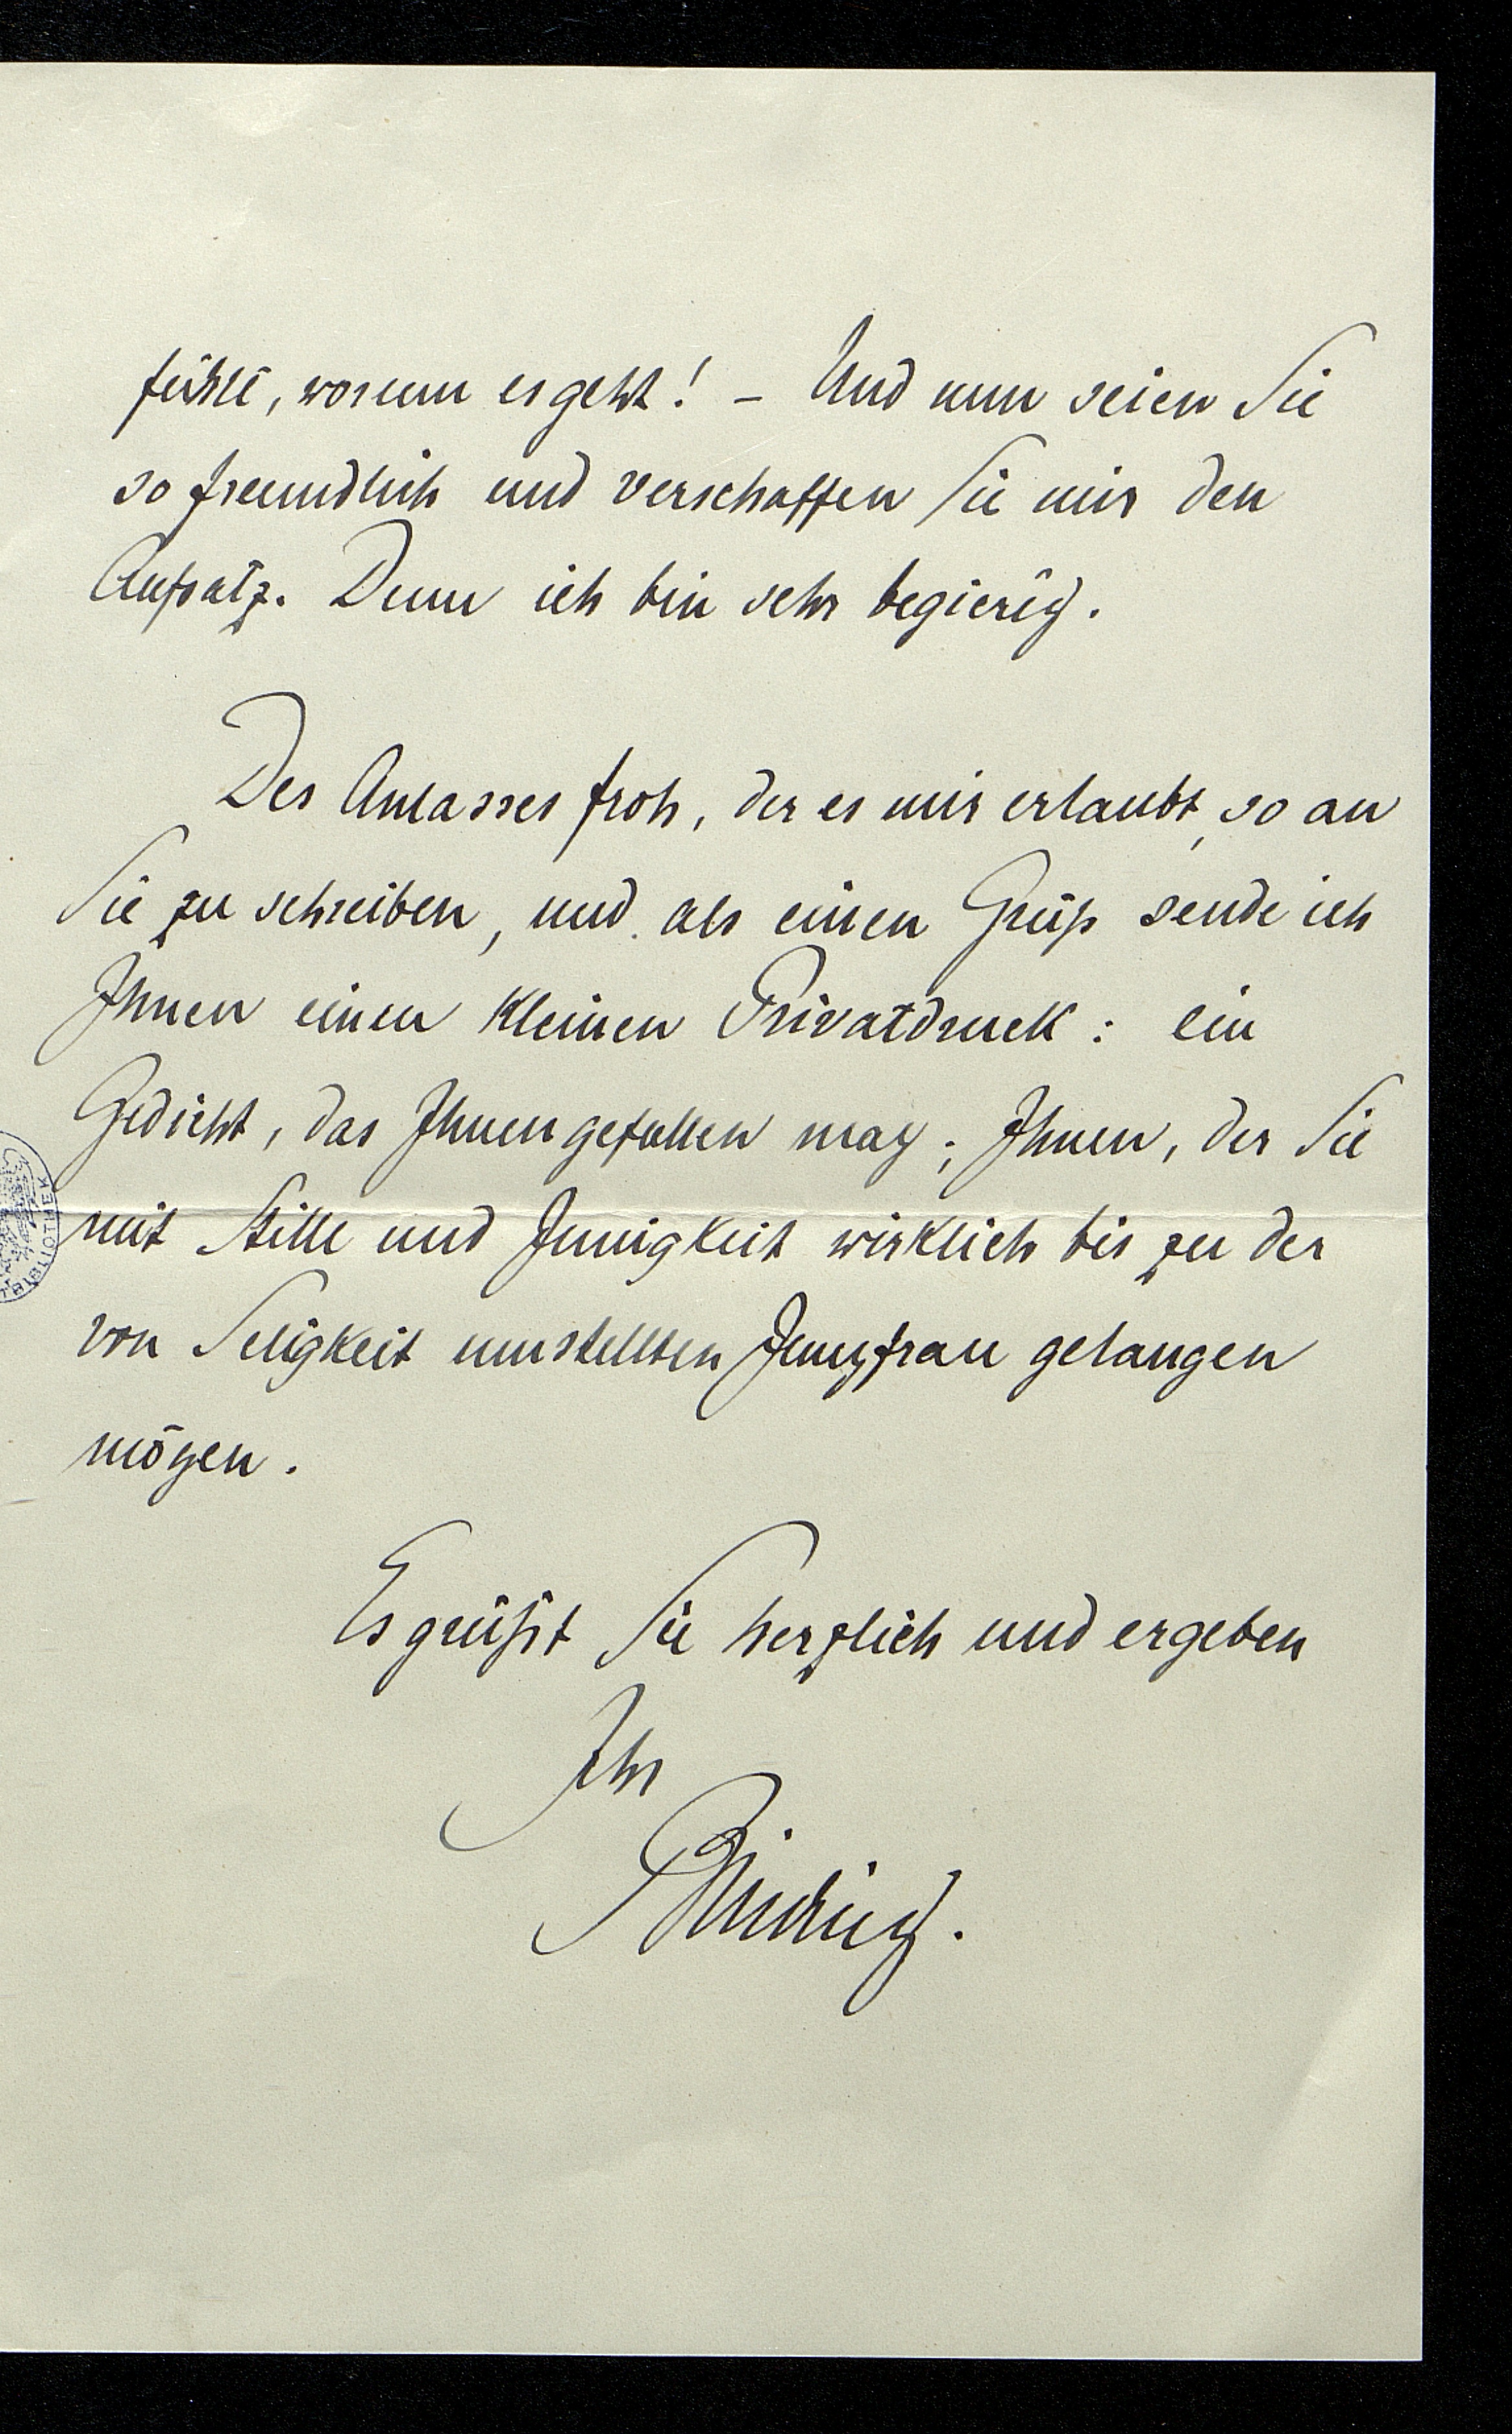 fühlt, worum es geht! – Und nun seien Sie
so freundlich und verschaffen Sie mir den
Aufsatz. Denn ich bin sehr begierig.
Des Anlasses froh, der es mir erlaubt, so an
Sie zu schreiben, und als einen Gruß sende ich
Ihnen einen kleinen Privatdruck: ein
Gedicht, das Ihnen gefallen mag; Ihnen, der Sie
mit Stille und Innigkeit wirklich bis zu der
von Seligkeit umstellten Jungfrau gelangen
mögen.
Es grüßt Sie herzlich und ergeben
Ihr
Binding.